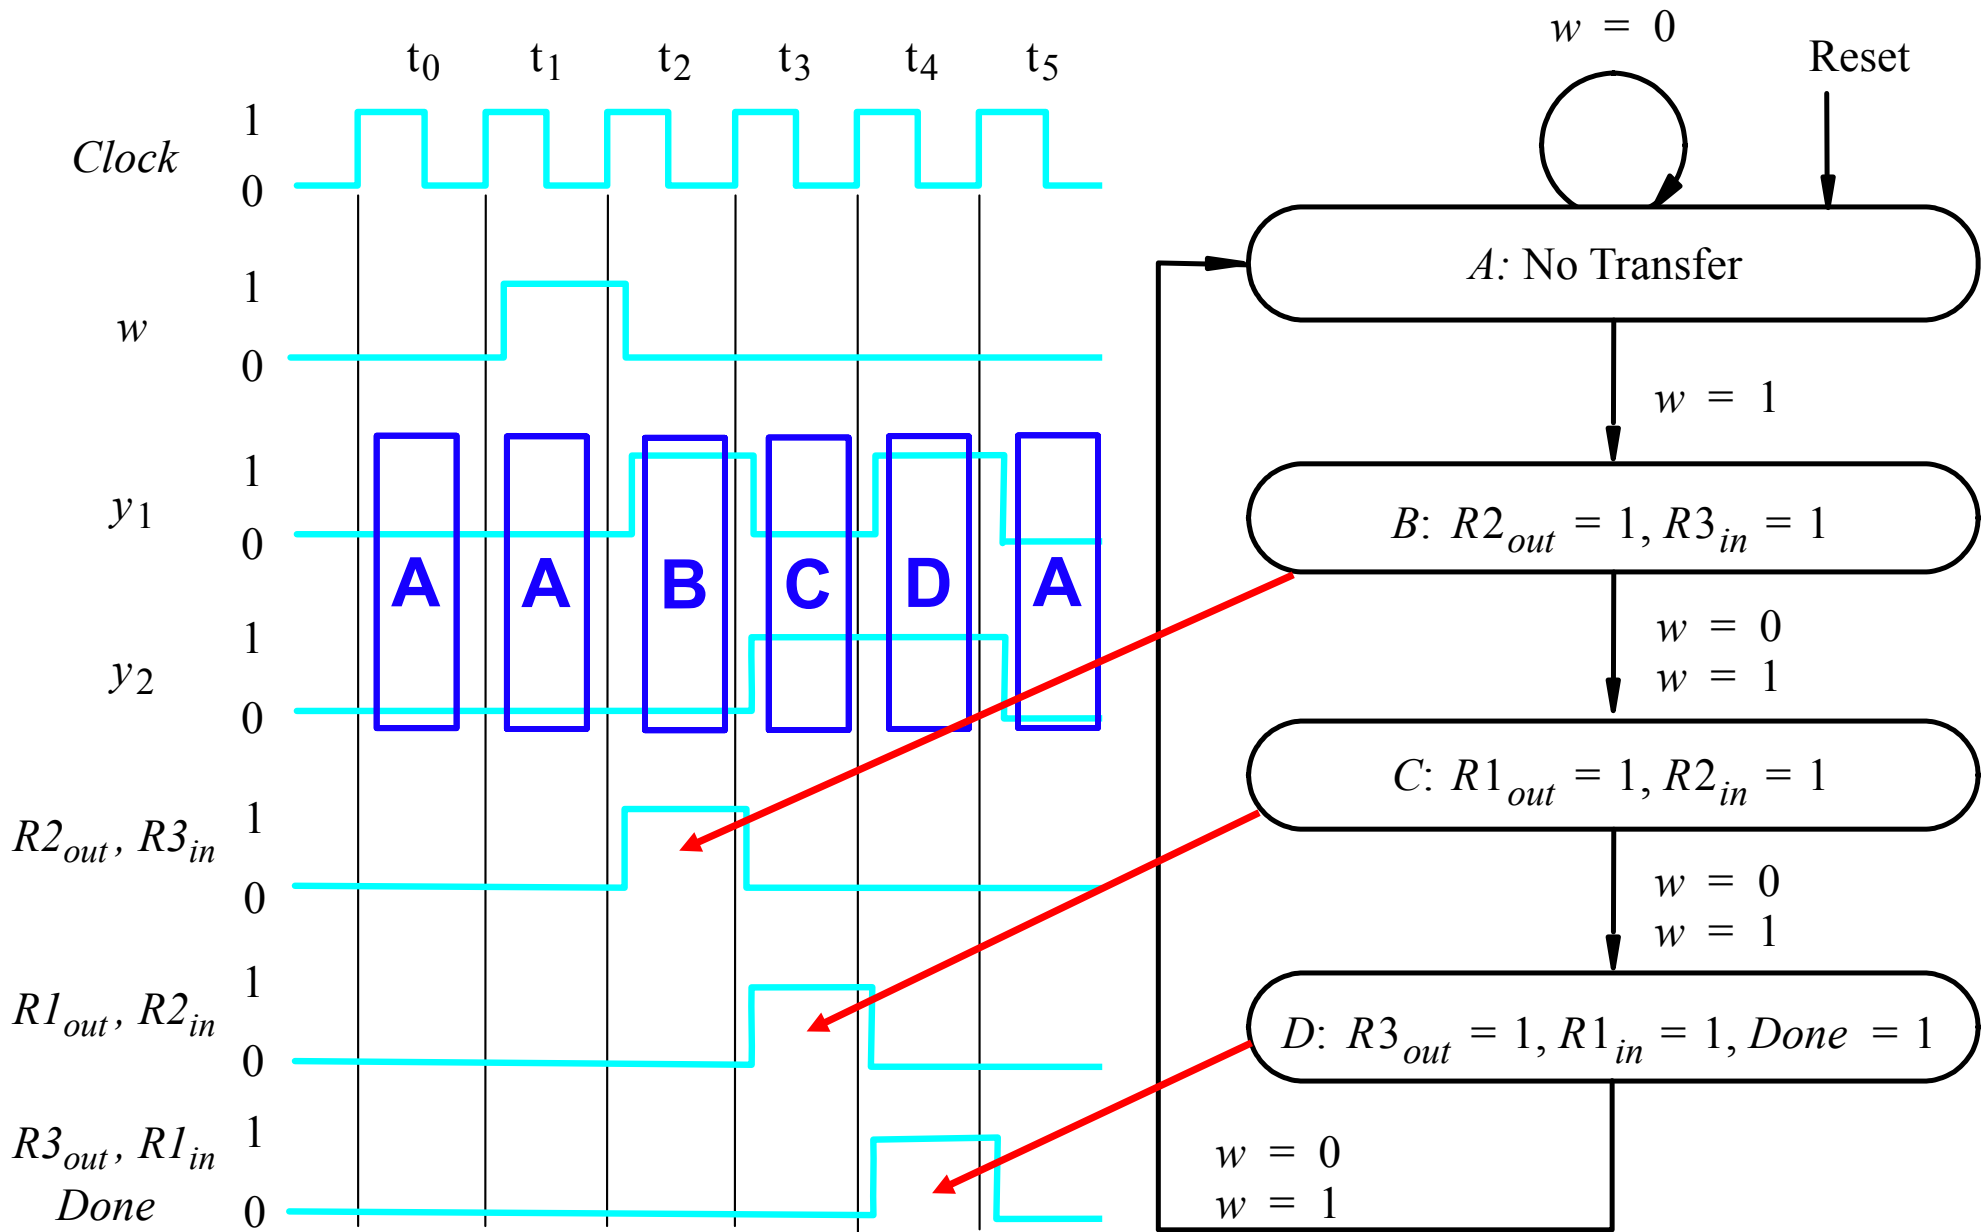 t0 t1 t2 t3 t4 t5
Clock
1
0
w
1
0
y1
1
0
A A B C D A
y2
1
0
R2out, R3in
1
0
R1out, R2in
1
0
R3out, R1in
Done
1
0
w = 0
Reset
A: No Transfer
w = 1
B: R2out = 1, R3in = 1
w = 0
w = 1
C: R1out = 1, R2in = 1
w = 0
w = 1
D: R3out = 1, R1in = 1, Done = 1
w = 0
w = 1